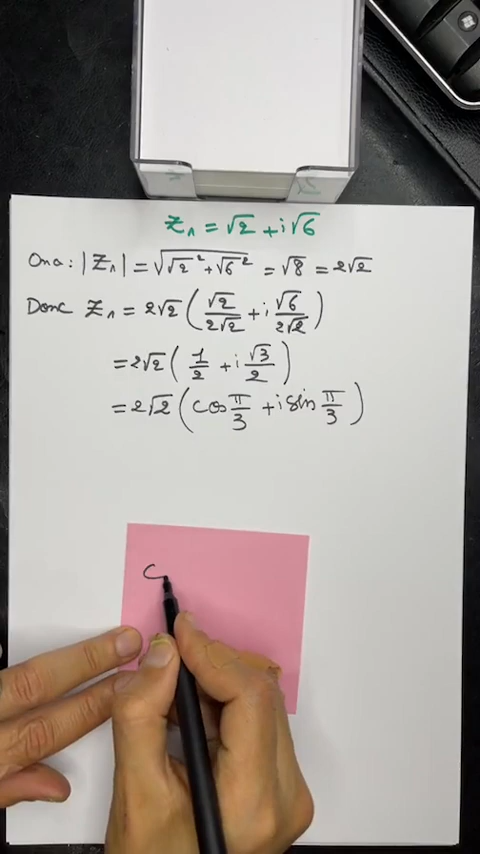 z₁ = √2 + i√6
On a : |z₁| = √(√2² + √6²) = √8 = 2√2
Donc z₁ = 2√2 ( √2/2√2 + i √6/2√2 )
= 2√2 ( 1/2 + i √3/2 )
= 2√2 ( cos π/3 + i sin π/3 )
c